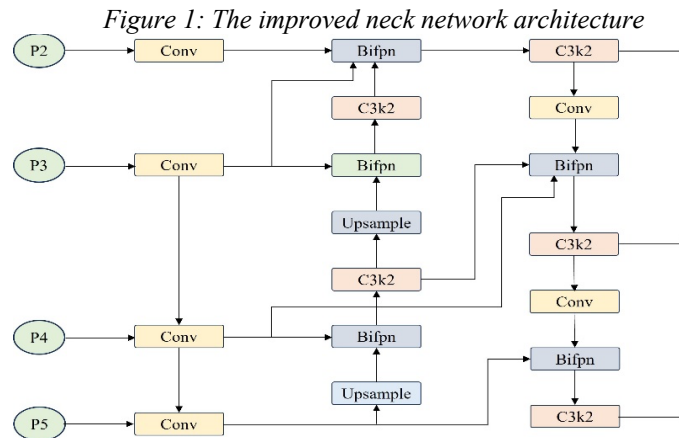 Figure 1: The improved neck network architecture
P2 Conv Bifpn C3k2
C3k2 Conv
P3 Conv Bifpn Bifpn
Upsample
C3k2 C3k2
Conv
P4 Conv Bifpn
Bifpn
Upsample
P5 Conv C3k2